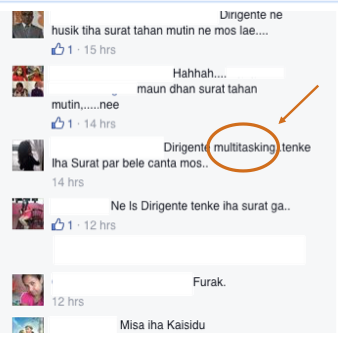 Dirigente ne
husik tiha surat tahan mutin ne mos lae....
1 · 15 hrs
Hahhah....
maun dhan surat tahan
mutin,.....nee
1 · 14 hrs
Dirigente multitasking, tenke
Iha Surat par bele canta mos..
14 hrs
Ne Is Dirigente tenke iha surat ga..
1 · 12 hrs
Furak.
12 hrs
Misa iha Kaisidu